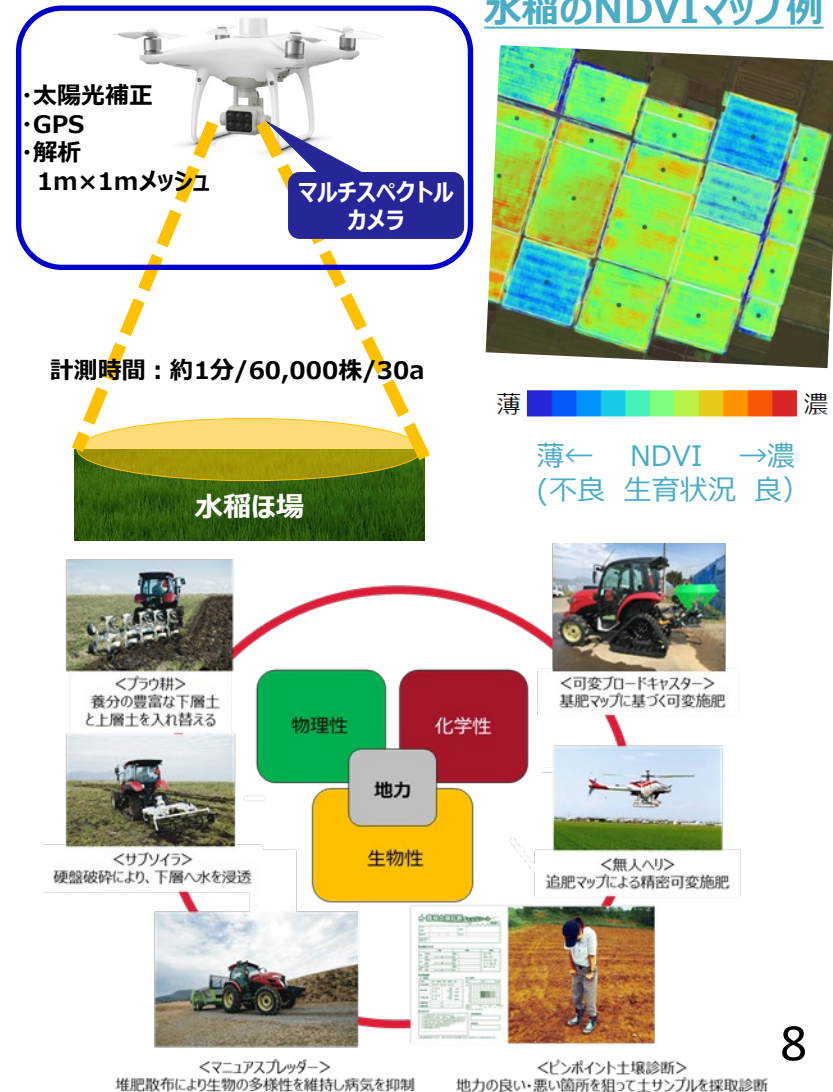 水稲のNDVIマップ例
・太陽光補正
・GPS
・解析
1m×1mメッシュ
マルチスペクトル
カメラ
計測時間：約1分/60,000株/30a
水稲ほ場
薄
濃
薄← NDVI →濃
(不良 生育状況 良）
<プラウ耕>
養分の豊富な下層土
と上層土を入れ替える
<可変ブロードキャスター>
基肥マップに基づく可変施肥
物理性
化学性
地力
生物性
<サブソイラ>
硬盤破砕により、下層へ水を浸透
<無人ヘリ>
追肥マップによる精密可変施肥
<マニュアスプレッダー>
堆肥散布により生物の多様性を維持し病気を抑制
<ピンポイント土壌診断>
地力の良い・悪い箇所を狙って土サンプルを採取診断
8